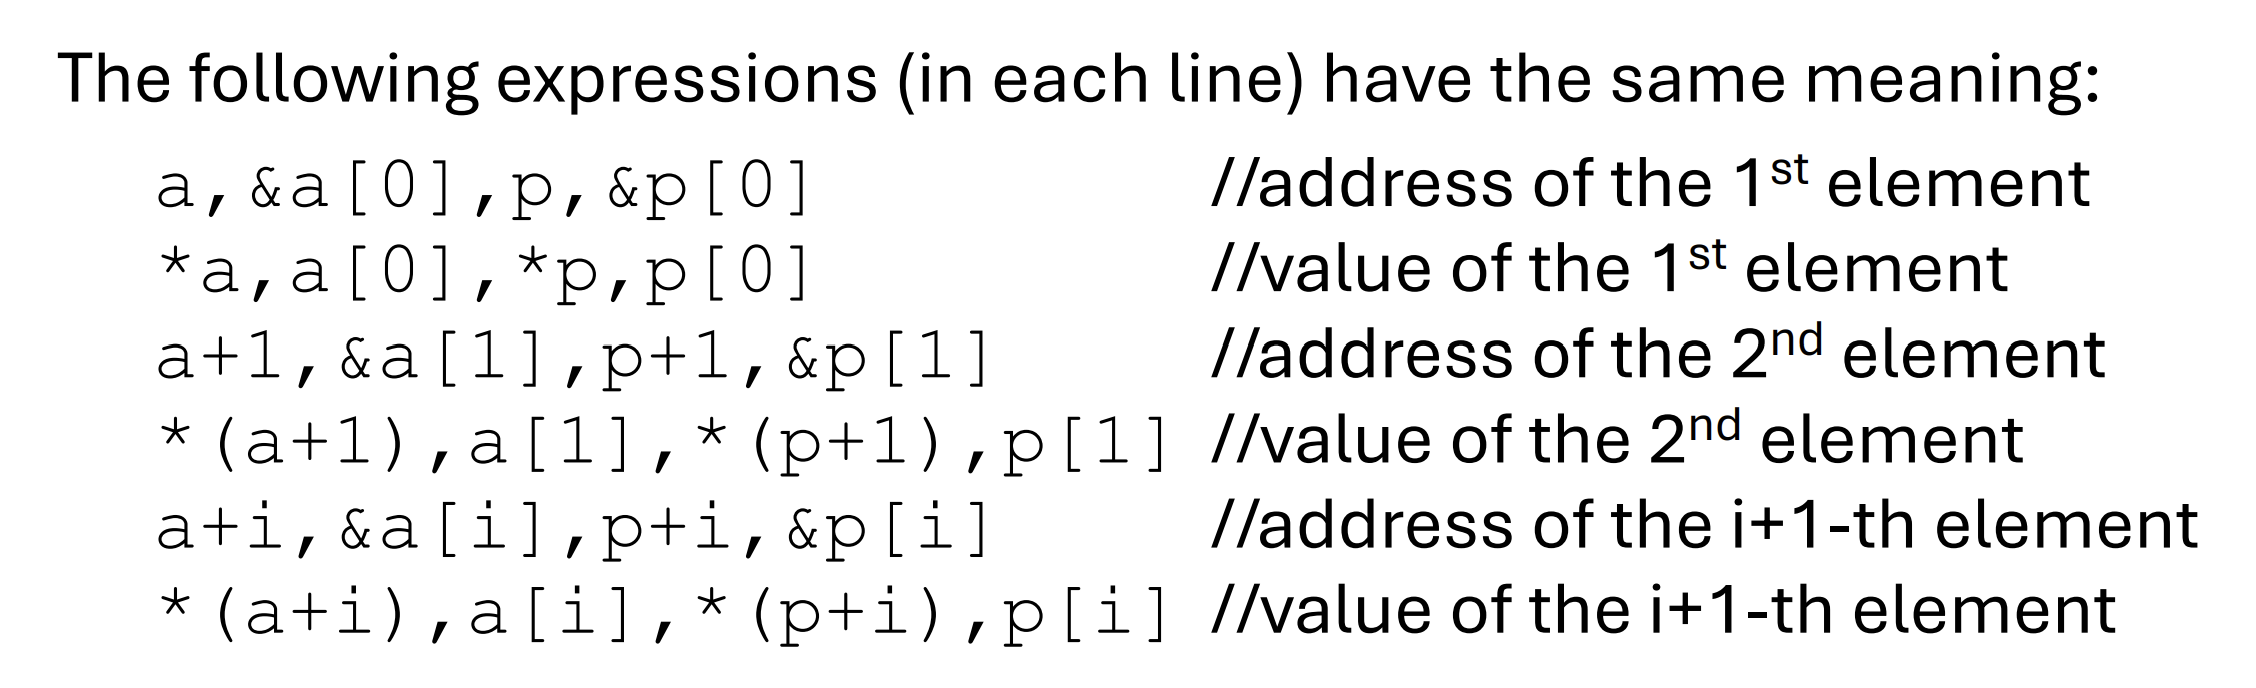 The following expressions (in each line) have the same meaning:
a,&a[0],p,&p[0] //address of the 1st element
*a,a[0],*p,p[0] //value of the 1st element
a+1,&a[1],p+1,&p[1] //address of the 2nd element
*(a+1),a[1],*(p+1),p[1] //value of the 2nd element
a+i,&a[i],p+i,&p[i] //address of the i+1-th element
*(a+i),a[i],*(p+i),p[i] //value of the i+1-th element